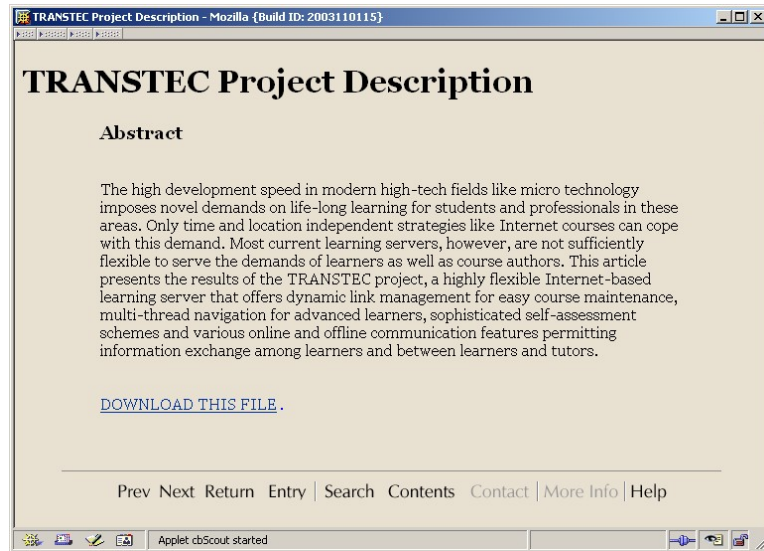 TRANSTEC Project Description - Mozilla {Build ID: 2003110115}
TRANSTEC Project Description
Abstract
The high development speed in modern high-tech fields like micro technology
imposes novel demands on life-long learning for students and professionals in these
areas. Only time and location independent strategies like Internet courses can cope
with this demand. Most current learning servers, however, are not sufficiently
flexible to serve the demands of learners as well as course authors. This article
presents the results of the TRANSTEC project, a highly flexible Internet-based
learning server that offers dynamic link management for easy course maintenance,
multi-thread navigation for advanced learners, sophisticated self-assessment
schemes and various online and offline communication features permitting
information exchange among learners and between learners and tutors.
DOWNLOAD THIS FILE.
Prev Next Return Entry | Search Contents Contact | More Info | Help
Applet cbScout started